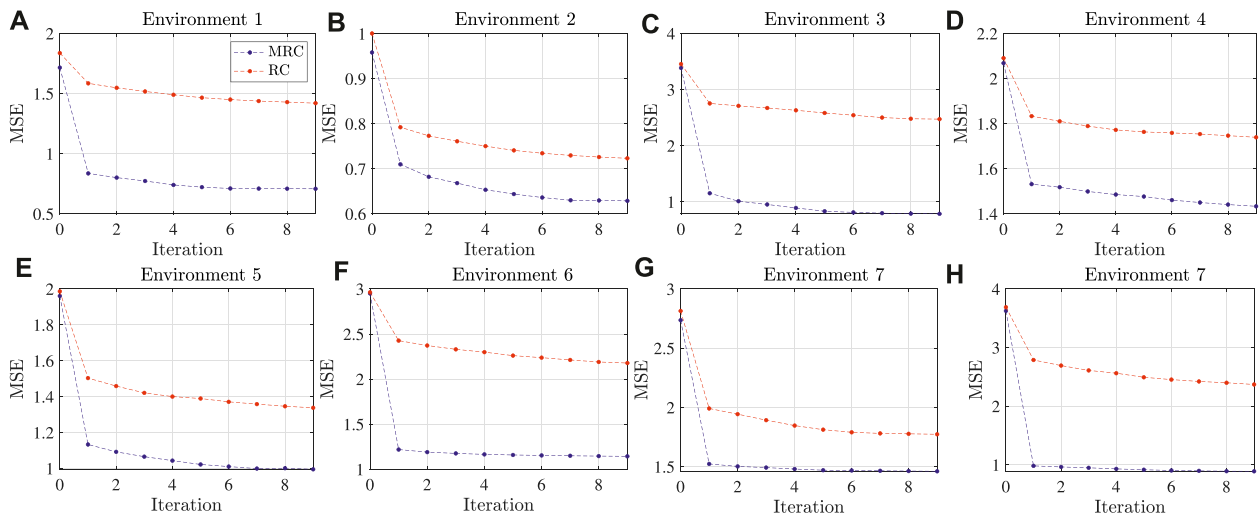 A
Environment 1
MSE
2
1.5
1
0.5
MRC
RC
0 2 4 6 8
Iteration
B
Environment 2
MSE
1
0.9
0.8
0.7
0.6
0 2 4 6 8
Iteration
C
Environment 3
MSE
4
3
2
1
0 2 4 6 8
Iteration
D
Environment 4
MSE
2.2
2
1.8
1.6
1.4
0 2 4 6 8
Iteration
E
Environment 5
MSE
2
1.8
1.6
1.4
1.2
1
0 2 4 6 8
Iteration
F
Environment 6
MSE
3
2.5
2
1.5
1
0 2 4 6 8
Iteration
G
Environment 7
MSE
3
2.5
2
1.5
0 2 4 6 8
Iteration
H
Environment 7
MSE
4
3
2
1
0 2 4 6 8
Iteration